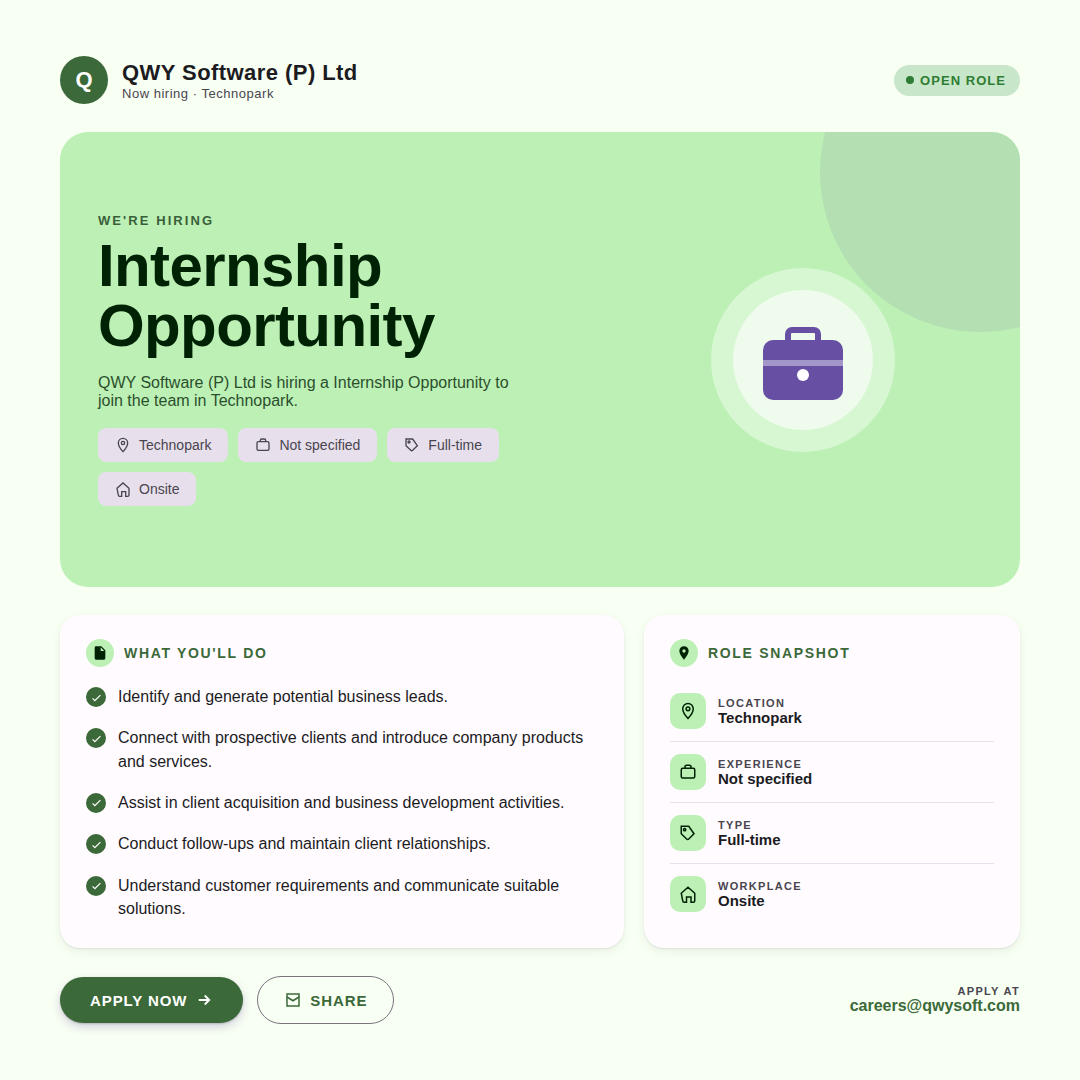 Q
QWY Software (P) Ltd
Now hiring · Technopark
OPEN ROLE
WE'RE HIRING
Internship
Opportunity
QWY Software (P) Ltd is hiring a Internship Opportunity to
join the team in Technopark.
Technopark
Not specified
Full-time
Onsite
WHAT YOU'LL DO
Identify and generate potential business leads.
Connect with prospective clients and introduce company products
and services.
Assist in client acquisition and business development activities.
Conduct follow-ups and maintain client relationships.
Understand customer requirements and communicate suitable
solutions.
ROLE SNAPSHOT
LOCATION
Technopark
EXPERIENCE
Not specified
TYPE
Full-time
WORKPLACE
Onsite
APPLY NOW
SHARE
APPLY AT
careers@qwysoft.com